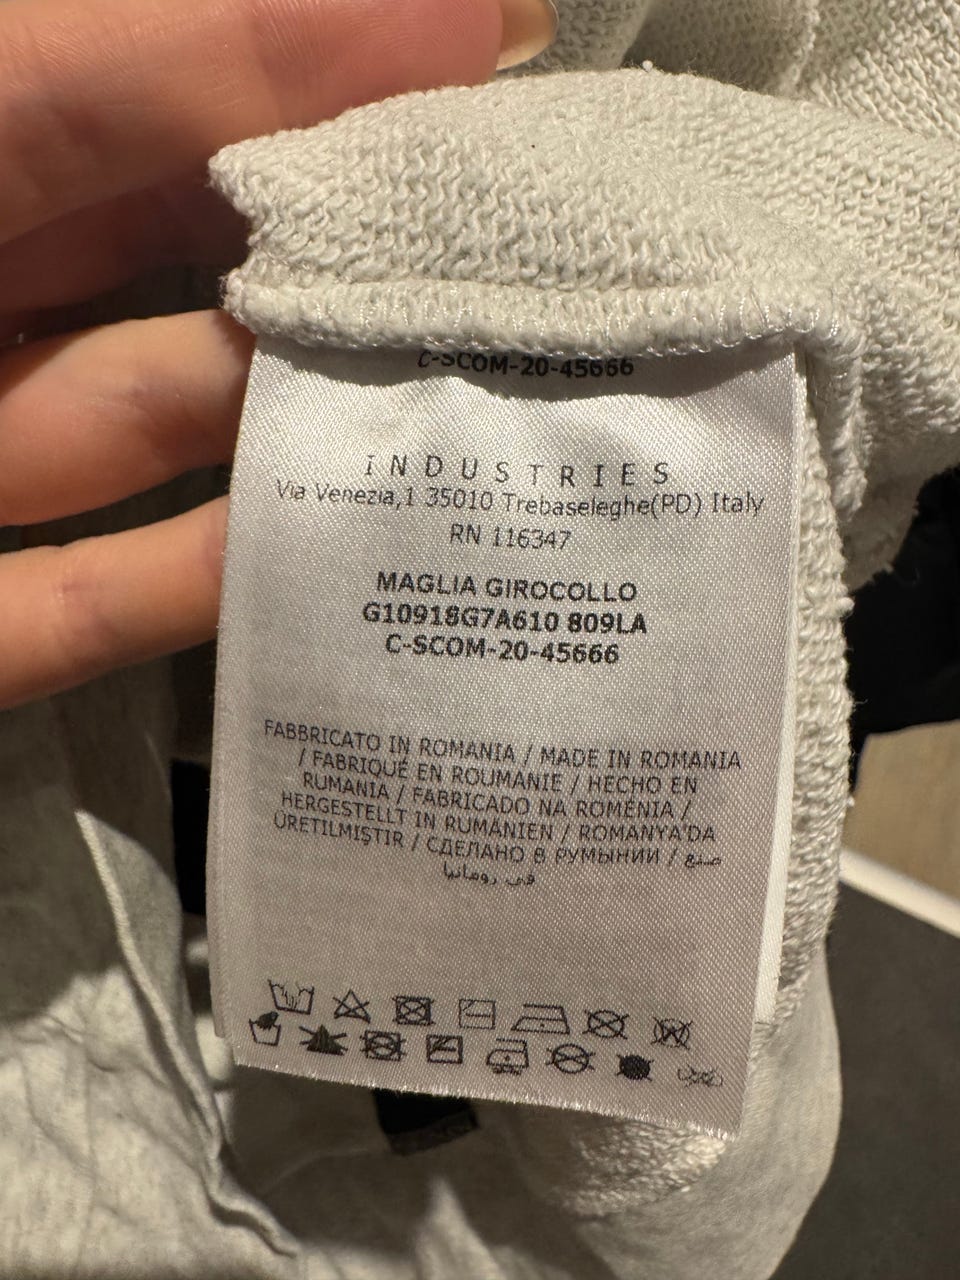 C-SCOM-20-45666
INDUSTRIES
Via Venezia,1 35010 Trebaseleghe(PD) Italy
RN 116347
MAGLIA GIROCOLLO
G10918G7A610 809LA
C-SCOM-20-45666
FABBRICATO IN ROMANIA / MADE IN ROMANIA
/ FABRIQUÉ EN ROUMANIE / HECHO EN
RUMANIA / FABRICADO NA ROMÉNIA /
HERGESTELLT IN RUMÄNIEN / ROMANYA'DA
ÜRETILMIŞTIR / СДЕЛАНО В РУМЫНИИ / صنع
في رومانيا